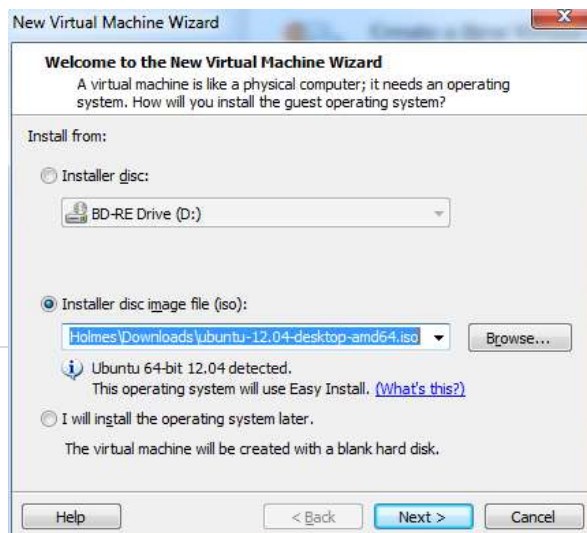 New Virtual Machine Wizard
Welcome to the New Virtual Machine Wizard
A virtual machine is like a physical computer; it needs an operating
system. How will you install the guest operating system?
Install from:
Installer disc:
BD-RE Drive (D:)
Installer disc image file (iso):
Holmes\Downloads\ubuntu-12.04-desktop-amd64.iso
Browse...
Ubuntu 64-bit 12.04 detected.
This operating system will use Easy Install. (What's this?)
I will install the operating system later.
The virtual machine will be created with a blank hard disk.
Help
< Back
Next >
Cancel